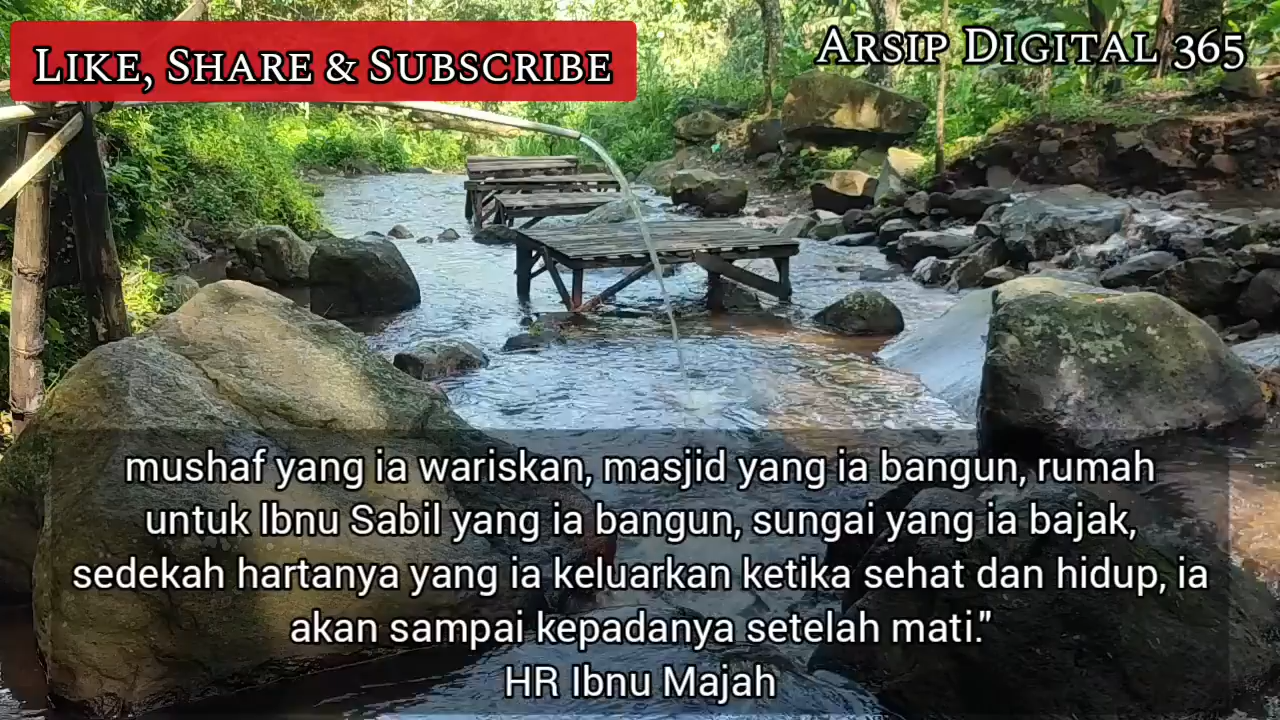 LIKE, SHARE & SUBSCRIBE
ARSIP DIGITAL 365
mushaf yang ia wariskan, masjid yang ia bangun, rumah
untuk Ibnu Sabil yang ia bangun, sungai yang ia bajak,
sedekah hartanya yang ia keluarkan ketika sehat dan hidup, ia
akan sampai kepadanya setelah mati."
HR Ibnu Majah